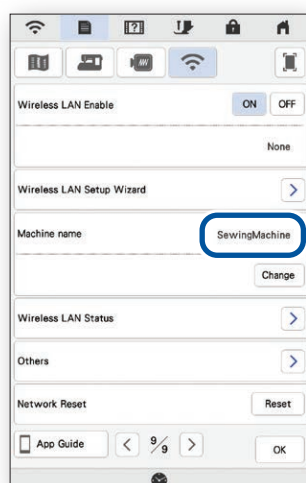 Wireless LAN Enable ON OFF
None
Wireless LAN Setup Wizard >
Machine name SewingMachine
Change
Wireless LAN Status >
Others >
Network Reset Reset
App Guide < 9/9 > OK